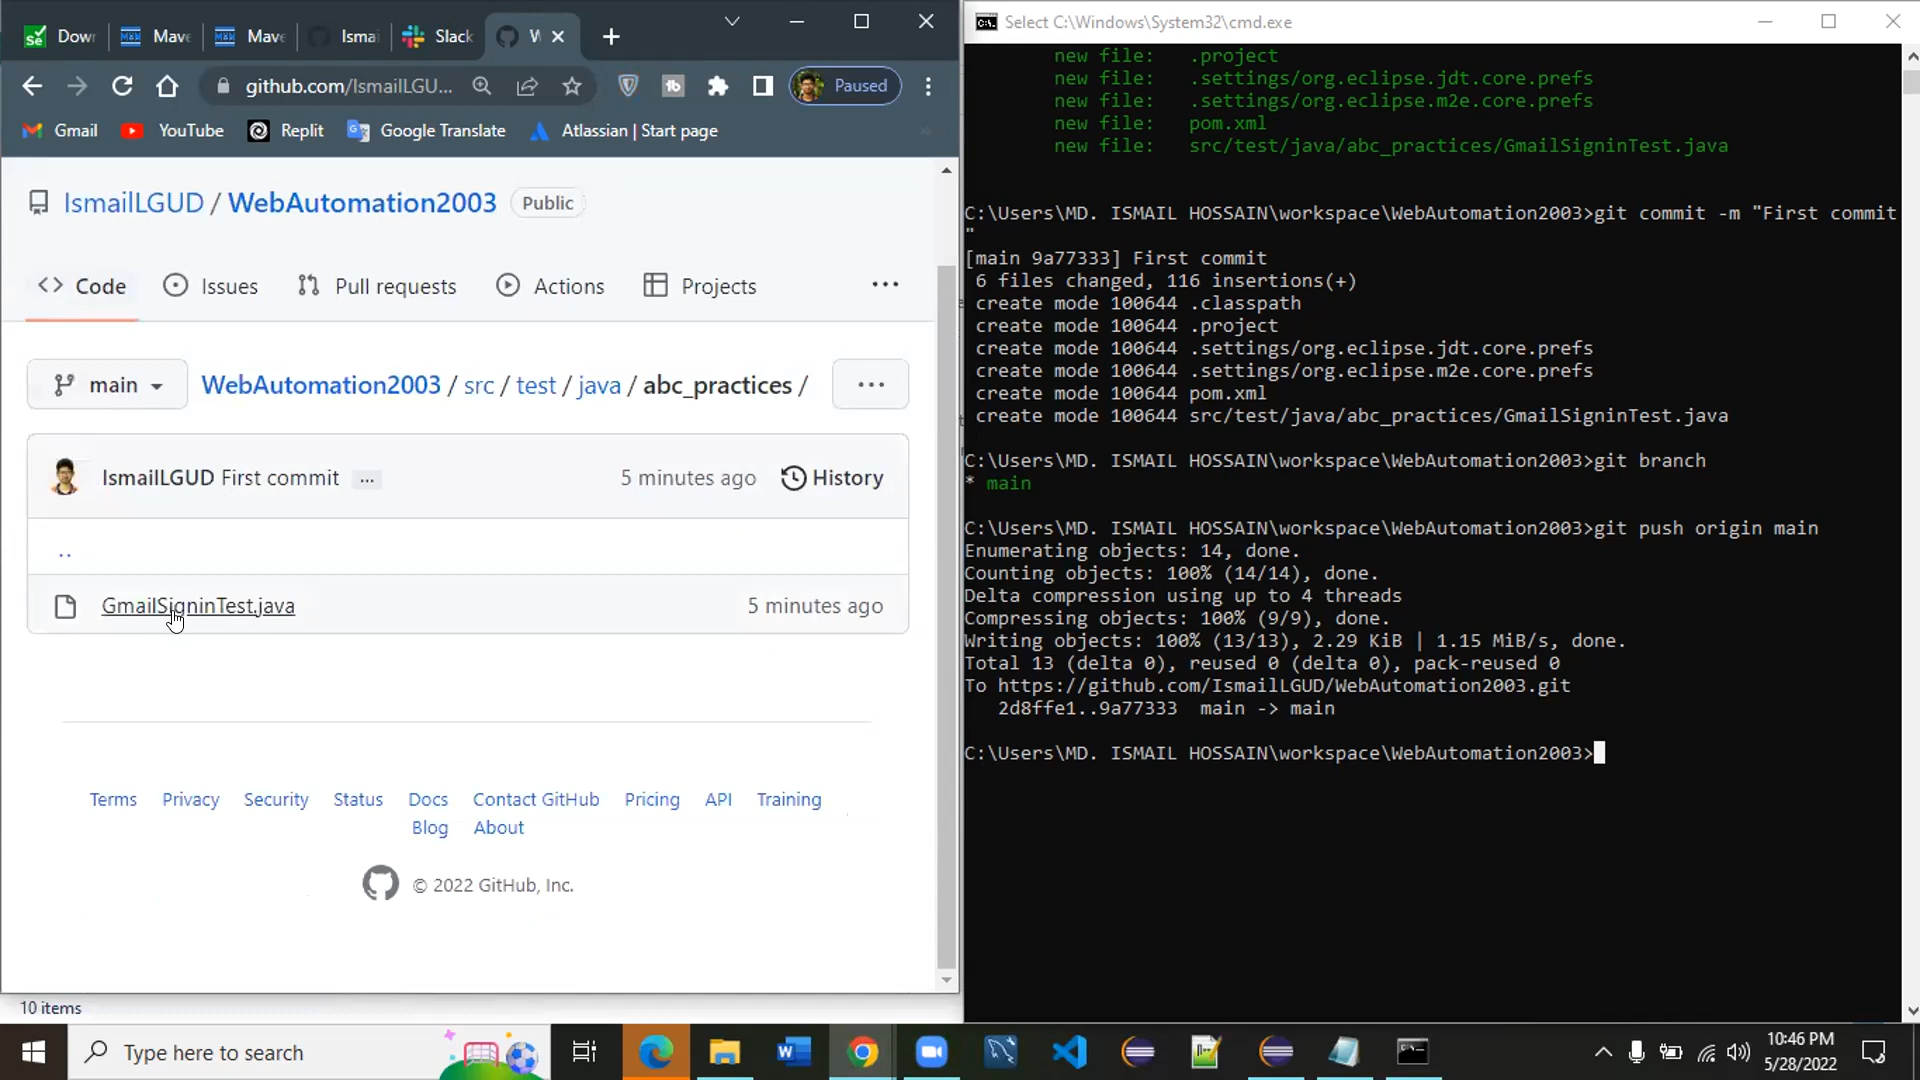 Dow
Mave
Mave
Ismai
Slack
W
github.com/IsmailLGU...
Paused
Gmail
YouTube
Replit
Google Translate
Atlassian | Start page
IsmailLGUD / WebAutomation2003 Public
Code
Issues
Pull requests
Actions
Projects
...
main
WebAutomation2003 / src / test / java / abc_practices /
...
IsmailLGUD First commit ...
5 minutes ago
History
..
GmailSigninTest.java
5 minutes ago
Terms Privacy Security Status Docs Contact GitHub Pricing API Training
Blog About
© 2022 GitHub, Inc.
10 items
Select C:\Windows\System32\cmd.exe
new file: .project
new file: .settings/org.eclipse.jdt.core.prefs
new file: .settings/org.eclipse.m2e.core.prefs
new file: pom.xml
new file: src/test/java/abc_practices/GmailSigninTest.java
C:\Users\MD. ISMAIL HOSSAIN\workspace\WebAutomation2003>git commit -m "First commit
"
[main 9a77333] First commit
6 files changed, 116 insertions(+)
create mode 100644 .classpath
create mode 100644 .project
create mode 100644 .settings/org.eclipse.jdt.core.prefs
create mode 100644 .settings/org.eclipse.m2e.core.prefs
create mode 100644 pom.xml
create mode 100644 src/test/java/abc_practices/GmailSigninTest.java
C:\Users\MD. ISMAIL HOSSAIN\workspace\WebAutomation2003>git branch
* main
C:\Users\MD. ISMAIL HOSSAIN\workspace\WebAutomation2003>git push origin main
Enumerating objects: 14, done.
Counting objects: 100% (14/14), done.
Delta compression using up to 4 threads
Compressing objects: 100% (9/9), done.
Writing objects: 100% (13/13), 2.29 KiB | 1.15 MiB/s, done.
Total 13 (delta 0), reused 0 (delta 0), pack-reused 0
To https://github.com/IsmailLGUD/WebAutomation2003.git
2d8ffe1..9a77333 main -> main
C:\Users\MD. ISMAIL HOSSAIN\workspace\WebAutomation2003>
Type here to search
10:46 PM
5/28/2022